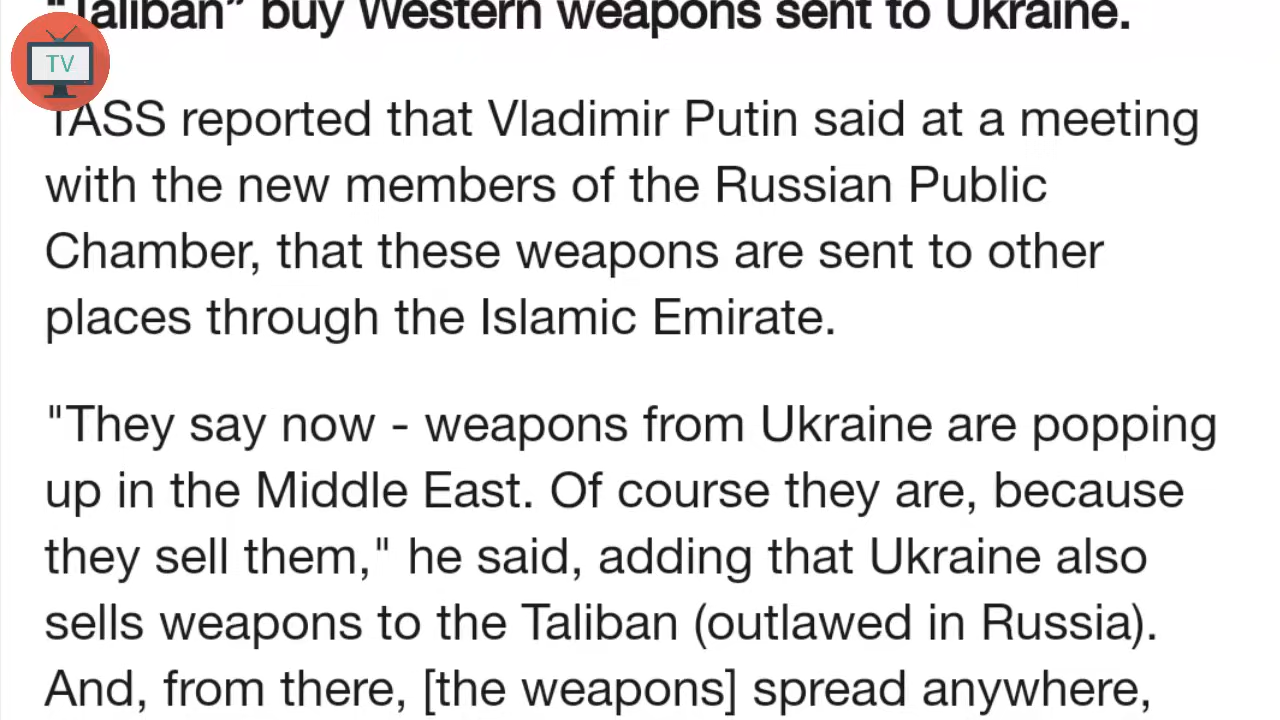 "Taliban" buy Western weapons sent to Ukraine.
TV
TASS reported that Vladimir Putin said at a meeting
with the new members of the Russian Public
Chamber, that these weapons are sent to other
places through the Islamic Emirate.
"They say now - weapons from Ukraine are popping
up in the Middle East. Of course they are, because
they sell them," he said, adding that Ukraine also
sells weapons to the Taliban (outlawed in Russia).
And, from there, [the weapons] spread anywhere,